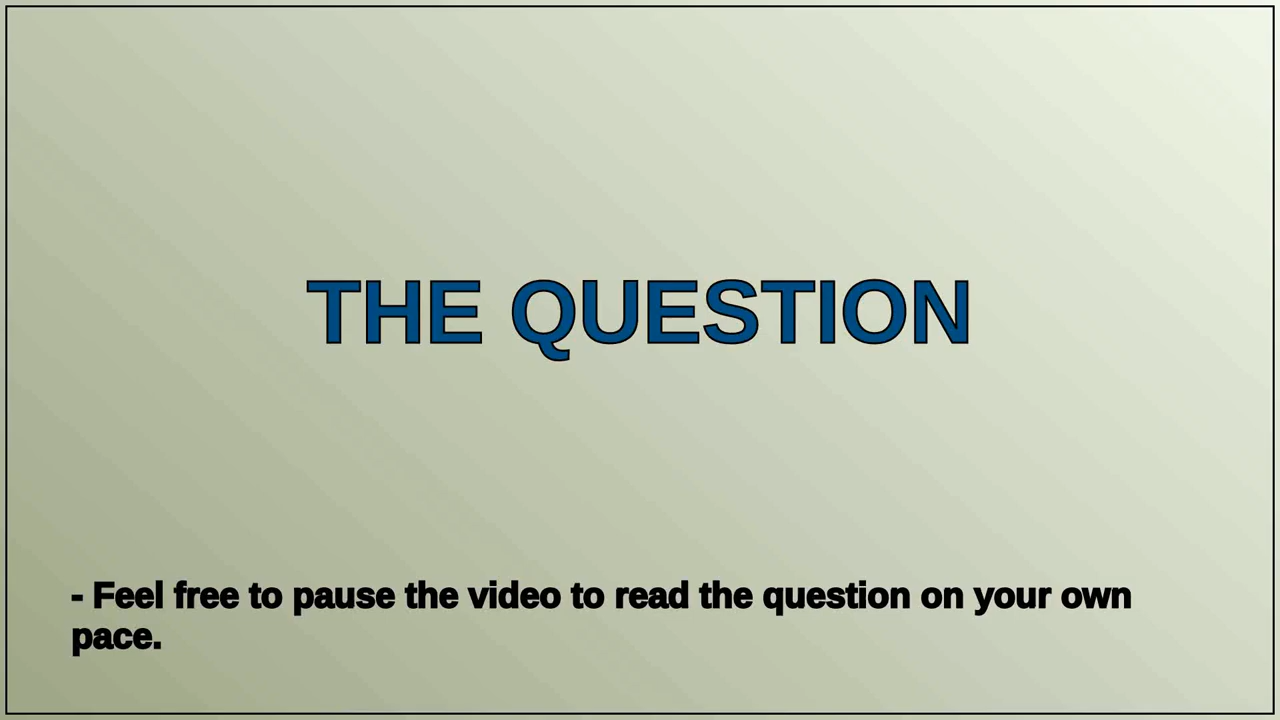 THE QUESTION
- Feel free to pause the video to read the question on your own
pace.